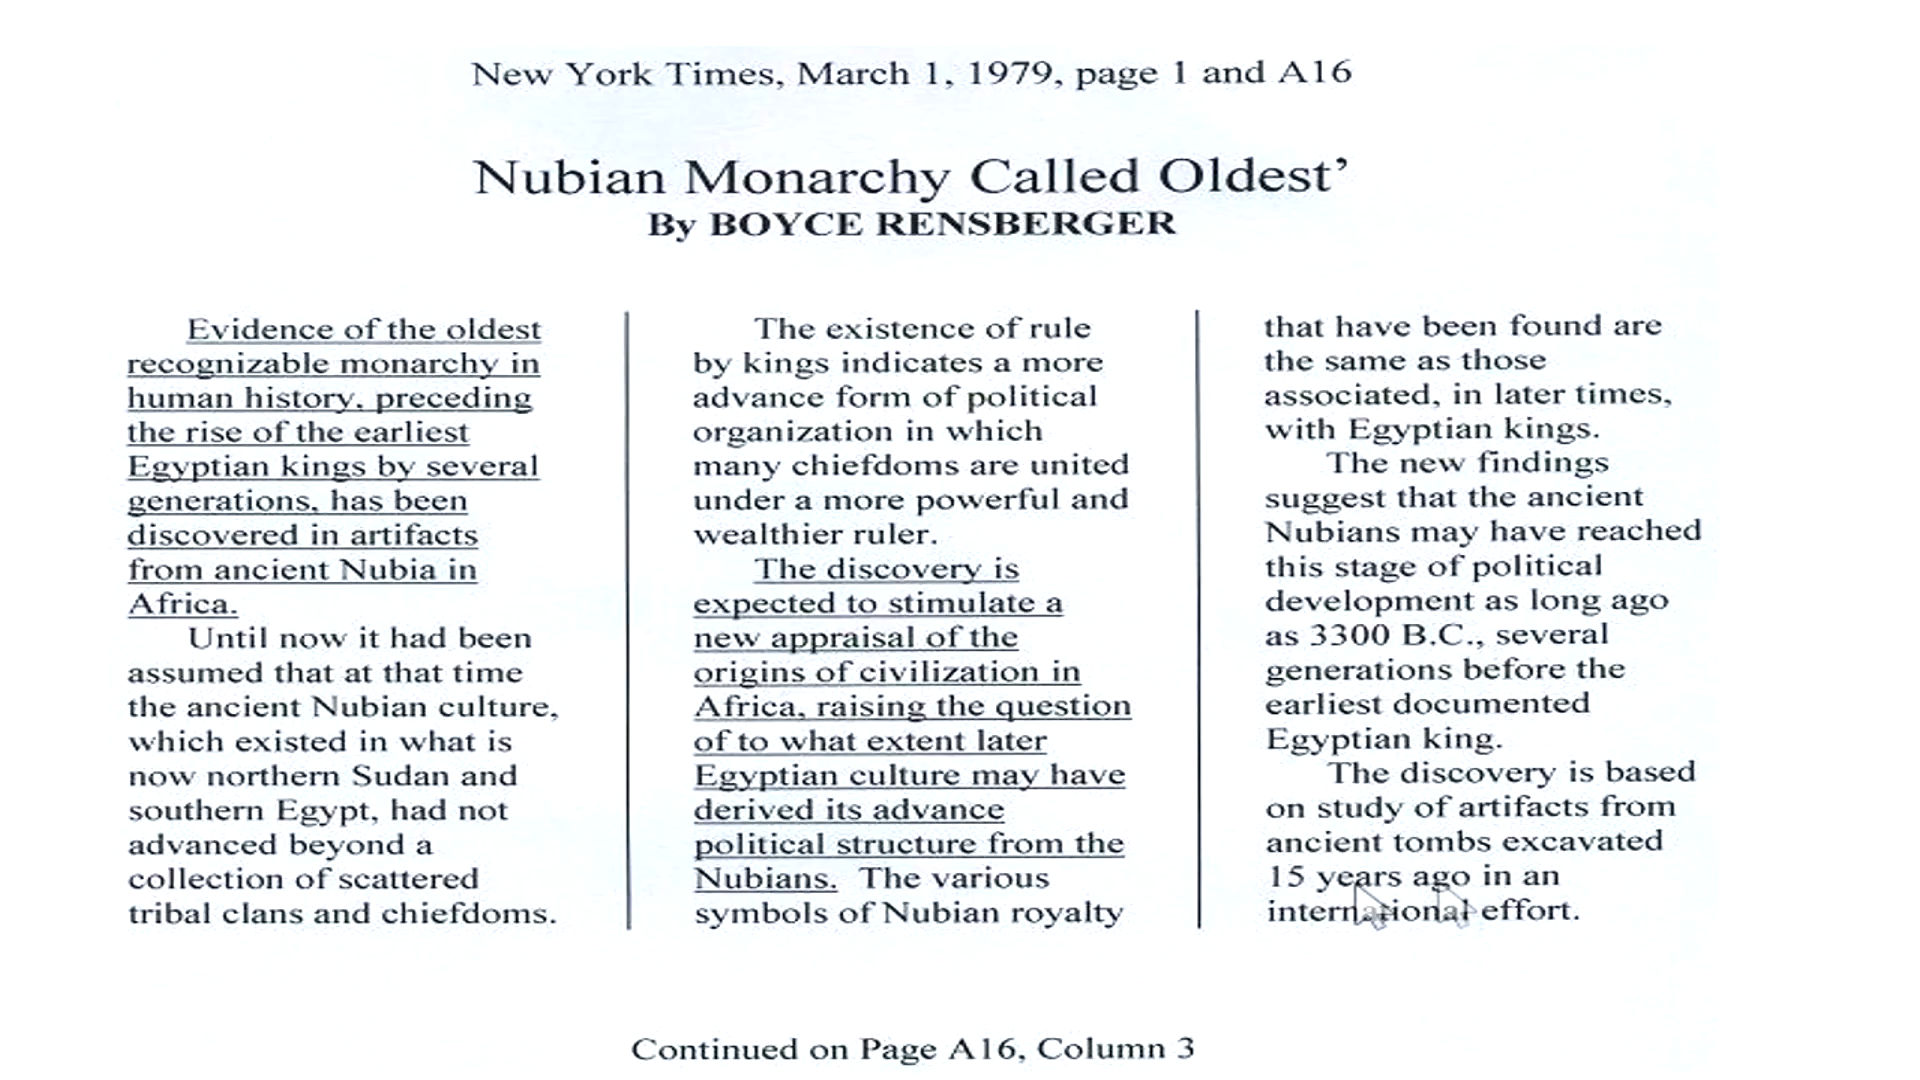 New York Times, March 1, 1979, page 1 and A16
Nubian Monarchy Called Oldest’
By BOYCE RENSBERGER
Evidence of the oldest
recognizable monarchy in
human history, preceding
the rise of the earliest
Egyptian kings by several
generations, has been
discovered in artifacts
from ancient Nubia in
Africa.
Until now it had been
assumed that at that time
the ancient Nubian culture,
which existed in what is
now northern Sudan and
southern Egypt, had not
advanced beyond a
collection of scattered
tribal clans and chiefdoms.
The existence of rule
by kings indicates a more
advance form of political
organization in which
many chiefdoms are united
under a more powerful and
wealthier ruler.
The discovery is
expected to stimulate a
new appraisal of the
origins of civilization in
Africa, raising the question
of to what extent later
Egyptian culture may have
derived its advance
political structure from the
Nubians. The various
symbols of Nubian royalty
that have been found are
the same as those
associated, in later times,
with Egyptian kings.
The new findings
suggest that the ancient
Nubians may have reached
this stage of political
development as long ago
as 3300 B.C., several
generations before the
earliest documented
Egyptian king.
The discovery is based
on study of artifacts from
ancient tombs excavated
15 years ago in an
international effort.
Continued on Page A16, Column 3